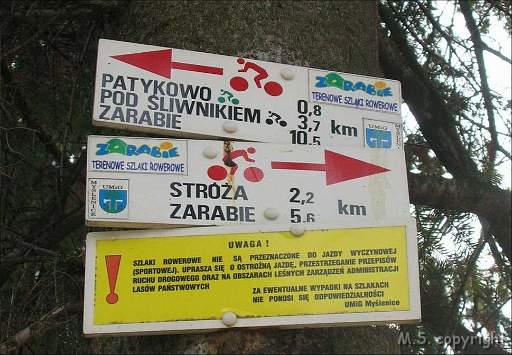 PATYKOWO 0,8
POD ŚLIWNIKIEM 3,7 km
ZARABIE 10,5
ZARABIE
TERENOWE SZLAKI ROWEROWE
UMiG
ZARABIE
TERENOWE SZLAKI ROWEROWE
MYŚLENICE
UMiG
STRÓŻA 2,2
ZARABIE 5,6 km
UWAGA !
SZLAKI ROWEROWE NIE SĄ PRZEZNACZONE DO JAZDY WYCZYNOWEJ
(SPORTOWEJ). UPRASZA SIĘ O OSTROŻNĄ JAZDĘ, PRZESTRZEGANIE PRZEPISÓW
RUCHU DROGOWEGO ORAZ NA OBSZARACH LEŚNYCH ZARZĄDZEŃ ADMINISTRACJI
LASÓW PAŃSTWOWYCH
ZA EWENTUALNE WYPADKI NA SZLAKACH
NIE PONOSI SIĘ ODPOWIEDZIALNOŚCI
UMiG Myślenice
!
M.S. copyright